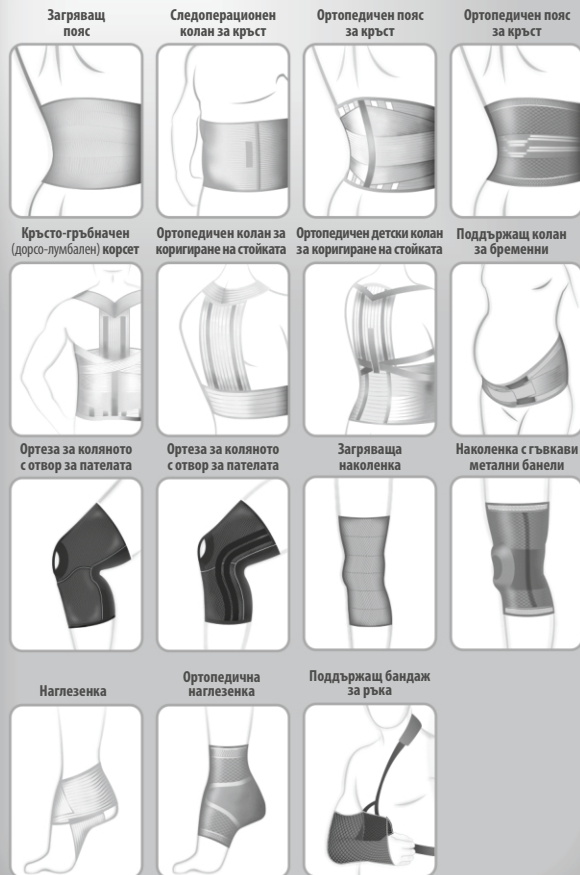 Загряващ
пояс
Следоперационен
колан за кръст
Ортопедичен пояс
за кръст
Ортопедичен пояс
за кръст
Кръсто-гръбначен
(дорсо-лумбален) корсет
Ортопедичен колан за
коригиране на стойката
Ортопедичен детски колан
за коригиране на стойката
Поддържащ колан
за бременни
Ортеза за коляното
с отвор за пателата
Ортеза за коляното
с отвор за пателата
Загряваща
наколенка
Наколенка с гъвкави
метални банели
Наглезенка
Ортопедична
наглезенка
Поддържащ бандаж
за ръка